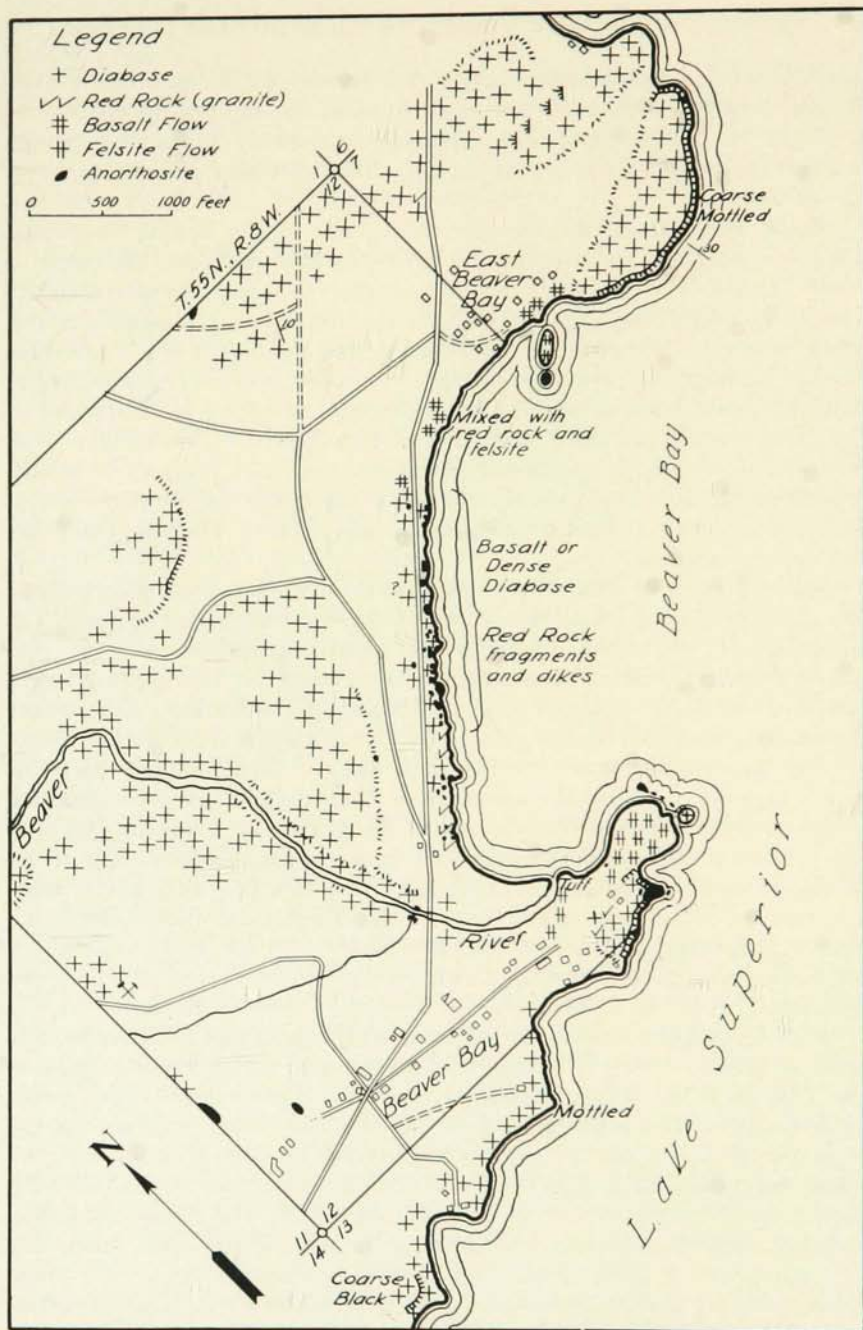 Legend
+ Diabase
Red Rock (granite)
Basalt Flow
Felsite Flow
Anorthosite
0 500 1000 Feet
1 6
12 7
T.55N., R.8W.
Coarse
Mottled
30
East
Beaver
Bay
10
Mixed with
red rock and
felsite
Basalt or
Dense
Diabase
Red Rock
fragments
and dikes
?
Beaver Bay
Beaver
River
Tuff
Lake Superior
Beaver Bay
Mottled
N
11 12
14 13
Coarse
Black